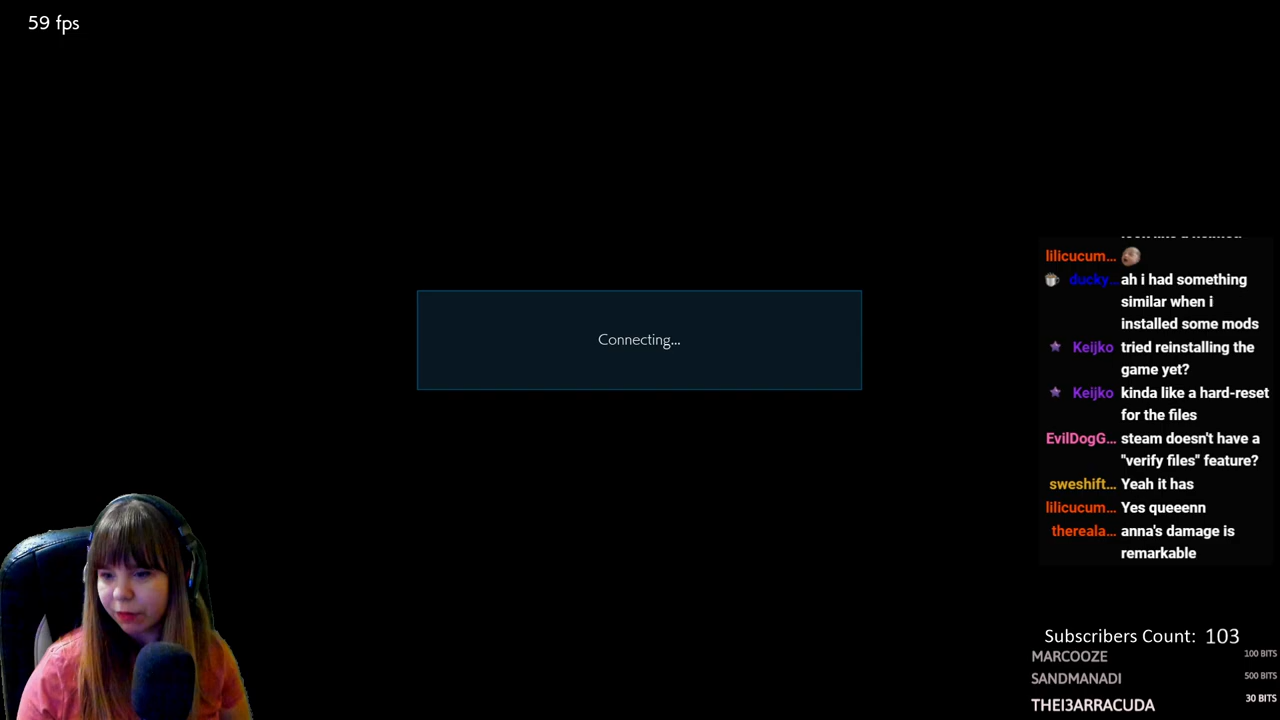 59 fps
Connecting...
lilicucum...
ducky... ah i had something
similar when i
installed some mods
Keijko tried reinstalling the
game yet?
Keijko kinda like a hard-reset
for the files
EvilDogG... steam doesn't have a
"verify files" feature?
sweshift... Yeah it has
lilicucum... Yes queeenn
thereala... anna's damage is
remarkable
Subscribers Count: 103
MARCOOZE 100 BITS
SANDMANADI 500 BITS
THEI3ARRACUDA 30 BITS